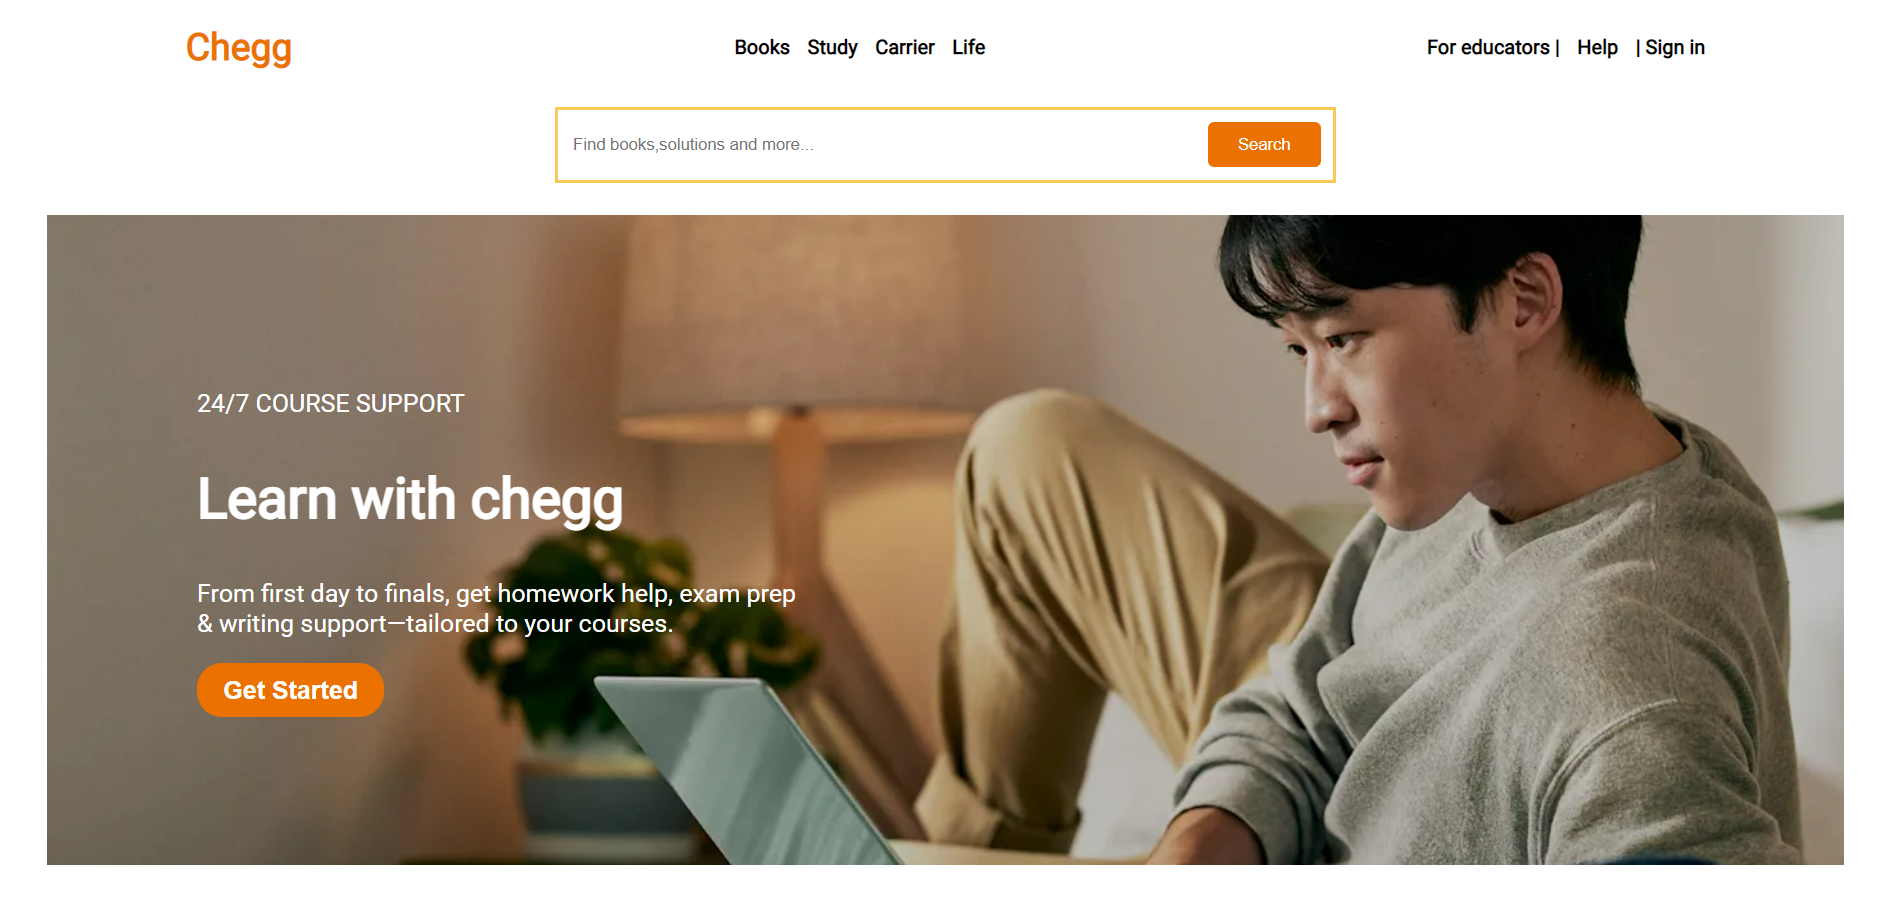 Chegg
Books Study Carrier Life
For educators | Help | Sign in
Find books,solutions and more...
Search
24/7 COURSE SUPPORT
Learn with chegg
From first day to finals, get homework help, exam prep
& writing support—tailored to your courses.
Get Started